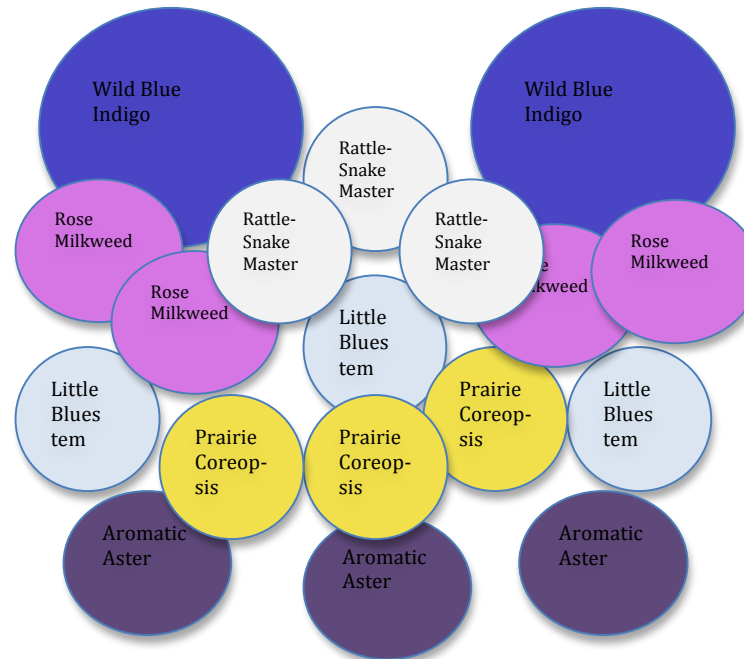 Wild Blue
Indigo
Wild Blue
Indigo
Rattle-
Snake
Master
Rose
Milkweed
Rattle-
Snake
Master
Rattle-
Snake
Master
Rose
Milkweed
Rose
Milkweed
Little
Blues
tem
Little
Blues
tem
Prairie
Coreop-
sis
Little
Blues
tem
Prairie
Coreop-
sis
Prairie
Coreop-
sis
Aromatic
Aster
Aromatic
Aster
Aromatic
Aster